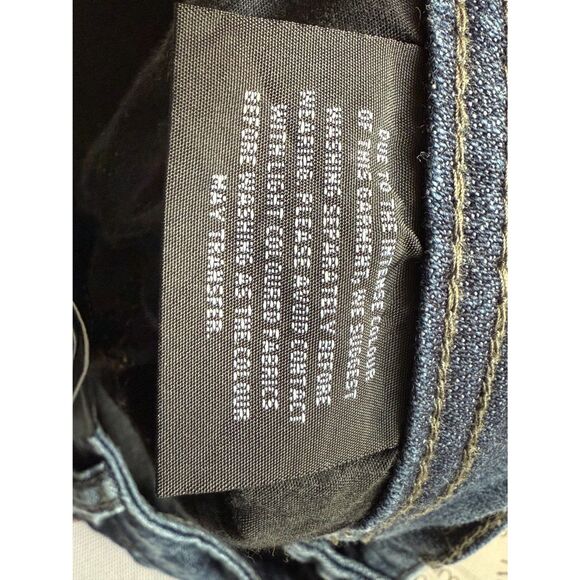 DUE TO THE INTENSE COLOUR
OF THIS GARMENT, WE SUGGEST
WASHING SEPARATELY BEFORE
WEARING. PLEASE AVOID CONTACT
WITH LIGHT COLOURED FABRICS
BEFORE WASHING AS THE COLOUR
MAY TRANSFER.